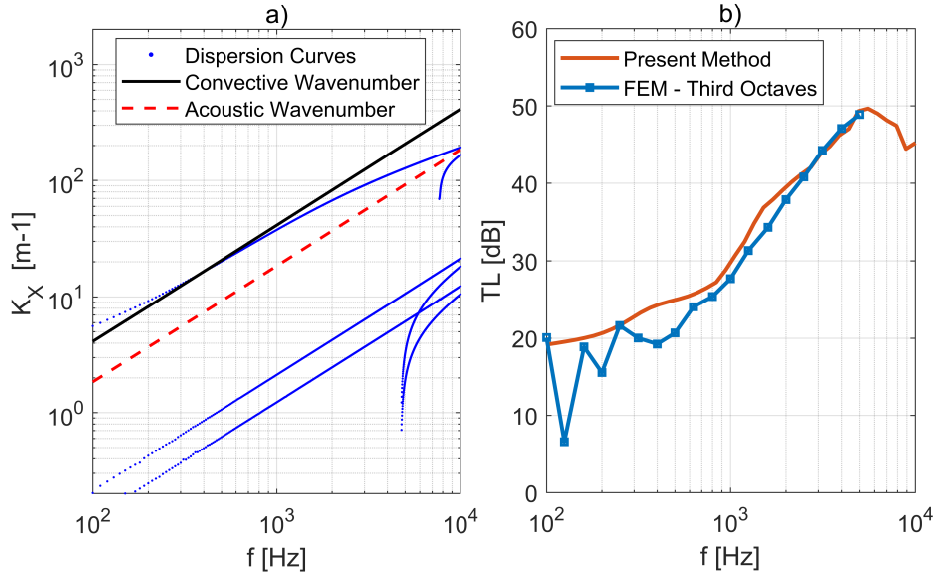 a)
Dispersion Curves
Convective Wavenumber
Acoustic Wavenumber
K_X [m-1]
10^3
10^2
10^1
10^0
10^2 10^3 10^4
f [Hz]
b)
Present Method
FEM - Third Octaves
TL [dB]
60
50
40
30
20
10
0
10^2 10^3 10^4
f [Hz]